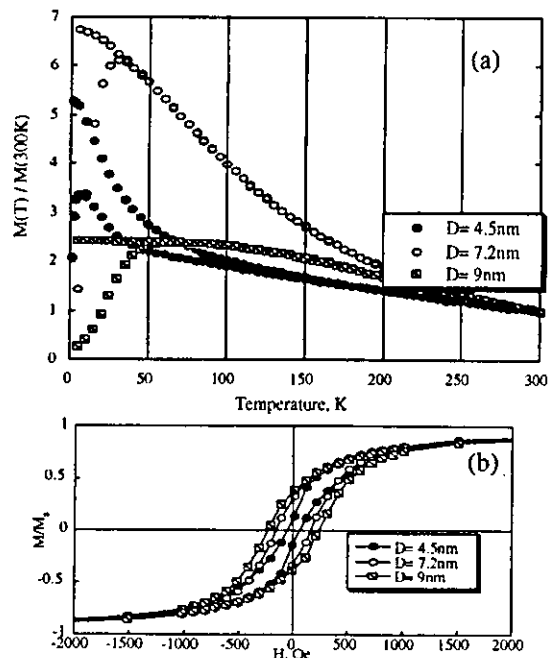 7
6
5
4
3
2
1
0
M(T) / M(300K)
(a)
D= 4.5nm
D= 7.2nm
D= 9nm
0 50 100 150 200 250 300
Temperature, K
1
0.5
0
-0.5
-1
M/Ms
(b)
D= 4.5nm
D= 7.2nm
D= 9nm
-2000 -1500 -1000 -500 0 500 1000 1500 2000
H, Oe